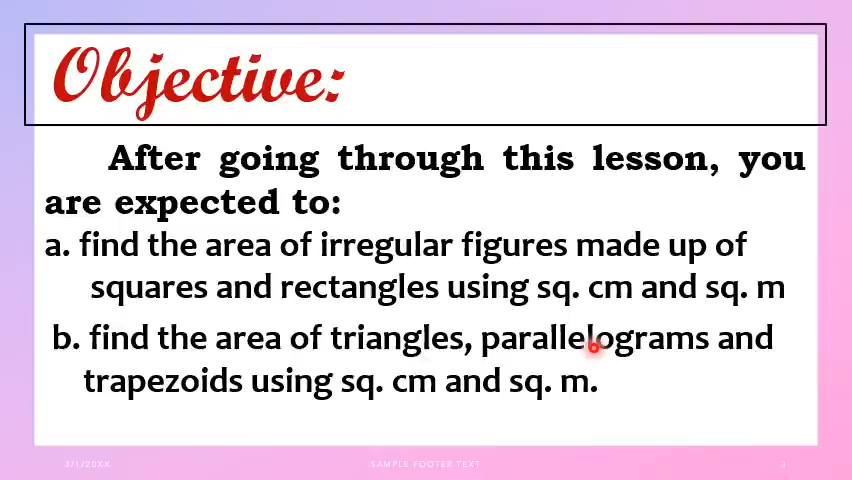 Objective:
After going through this lesson, you
are expected to:
a. find the area of irregular figures made up of
squares and rectangles using sq. cm and sq. m
b. find the area of triangles, parallelograms and
trapezoids using sq. cm and sq. m.
3/1/20XX SAMPLE FOOTER TEXT 3